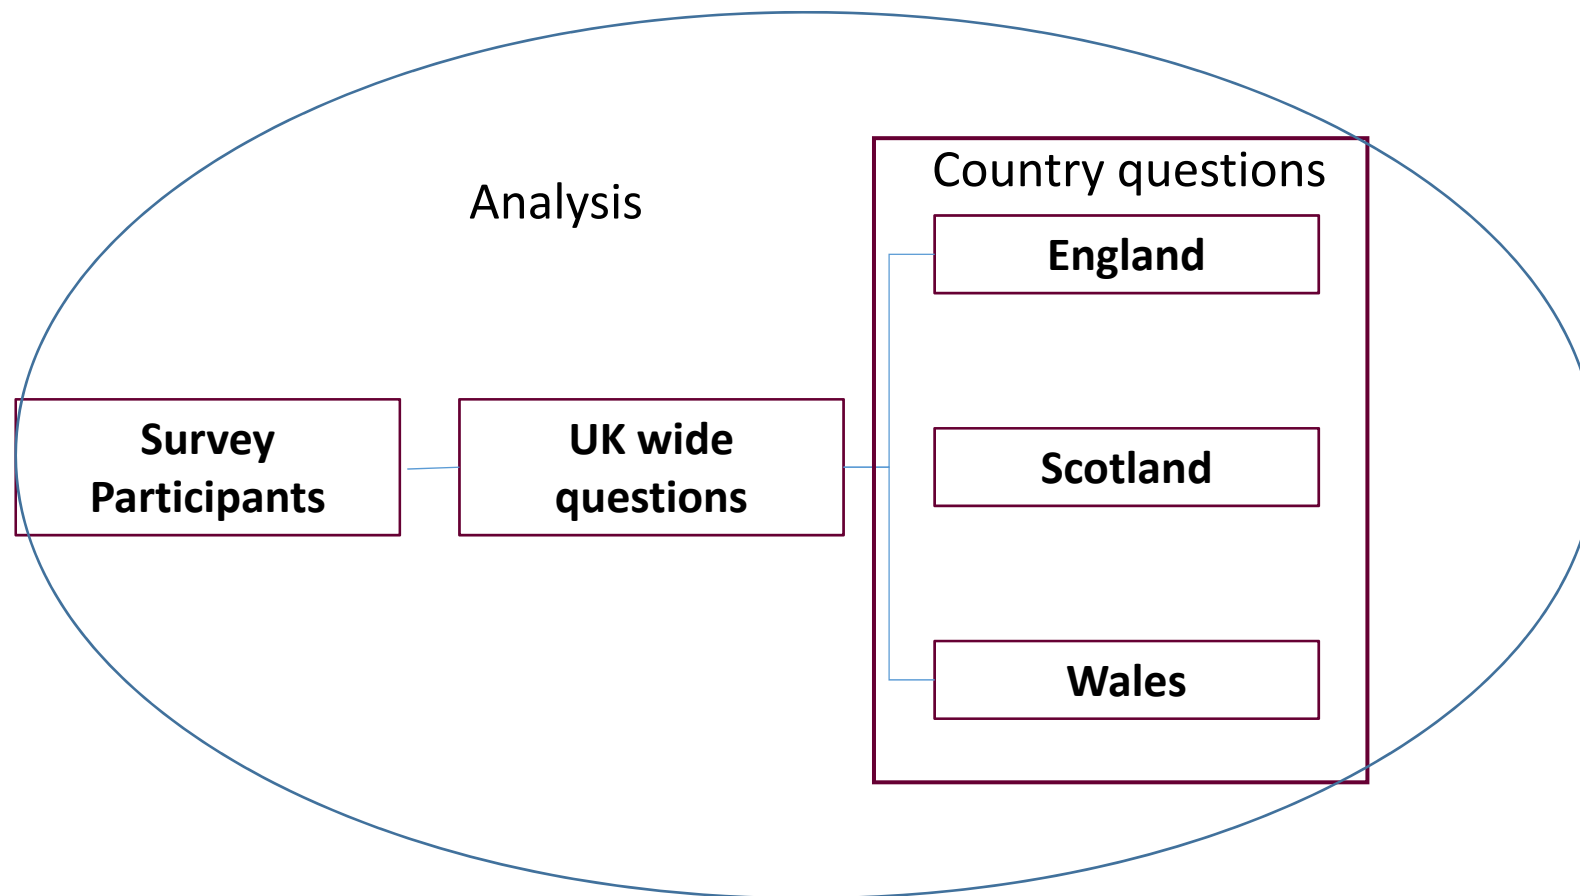 Analysis
Country questions
England
Survey
Participants
UK wide
questions
Scotland
Wales